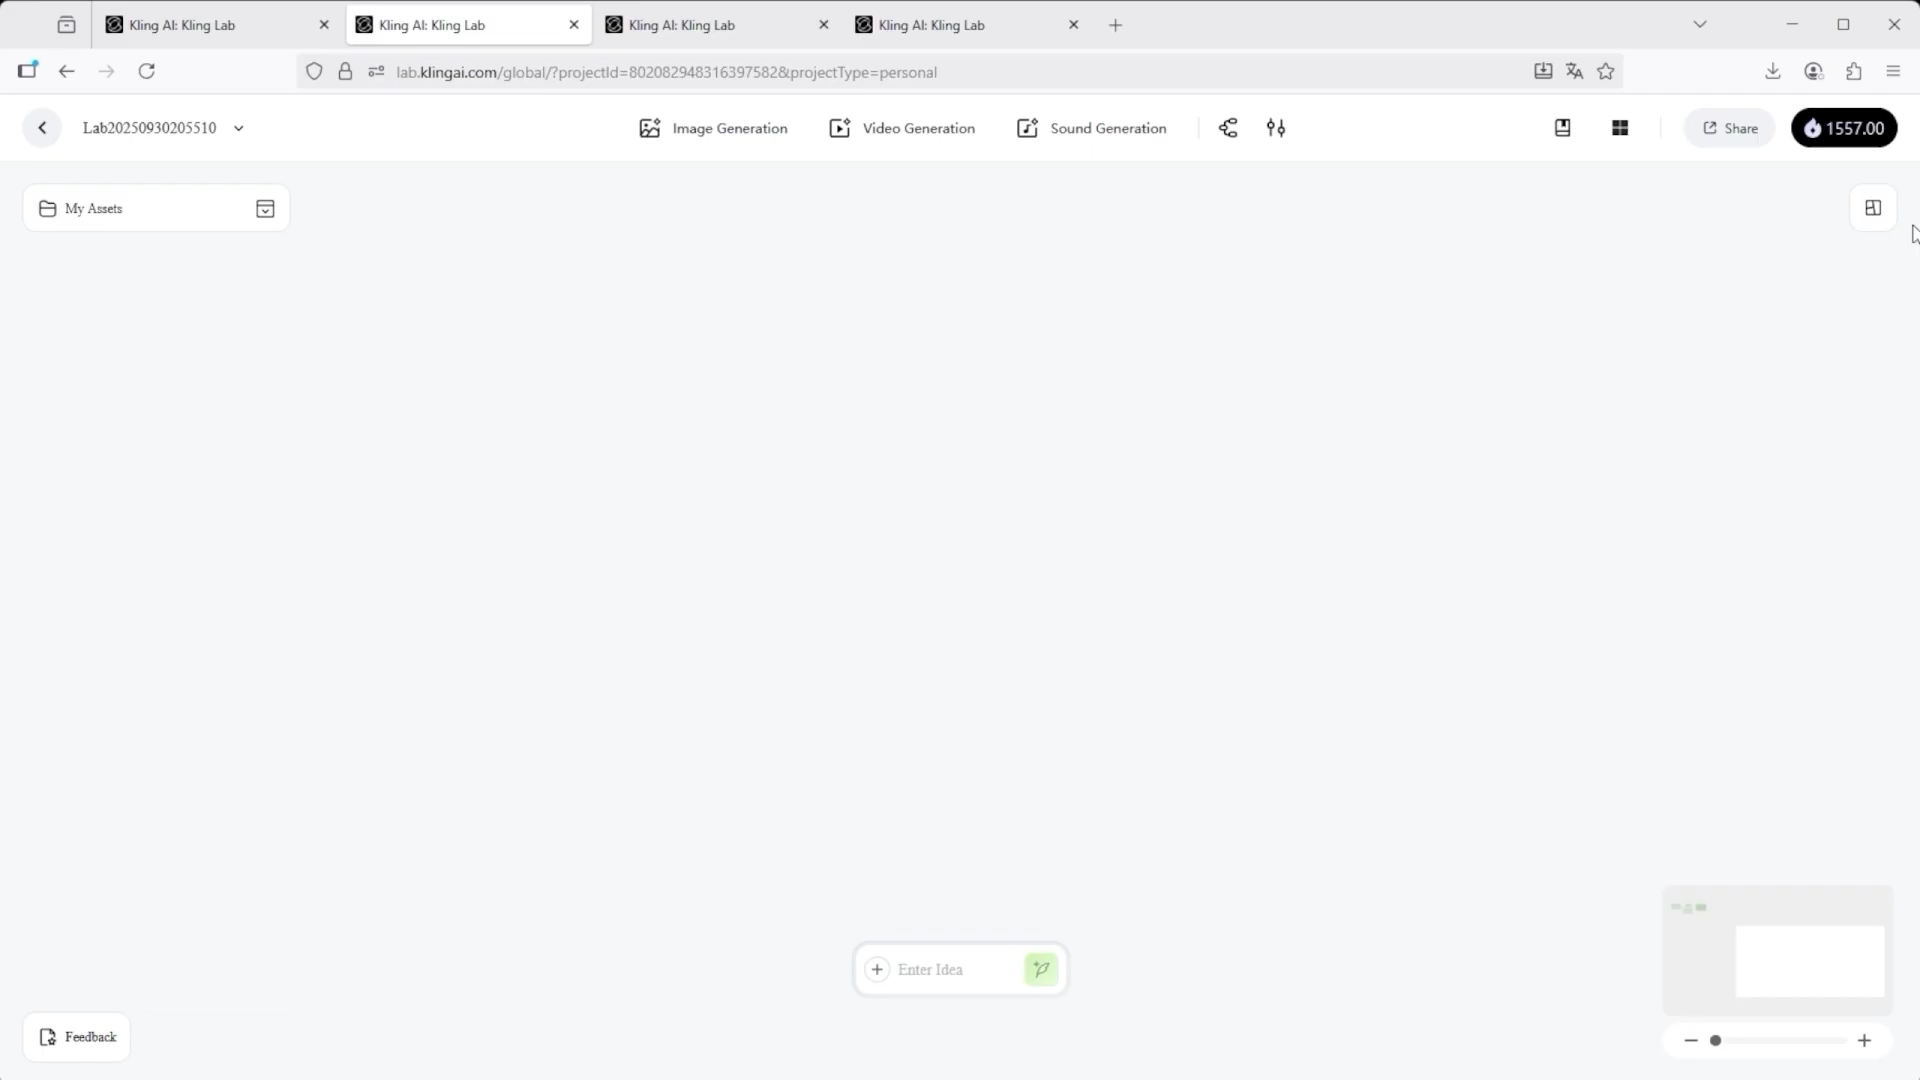 Kling AI: Kling Lab
Kling AI: Kling Lab
Kling AI: Kling Lab
Kling AI: Kling Lab
lab.klingai.com/global/?projectId=802082948316397582&projectType=personal
Lab20250930205510
Image Generation
Video Generation
Sound Generation
Share
1557.00
My Assets
Enter Idea
Feedback